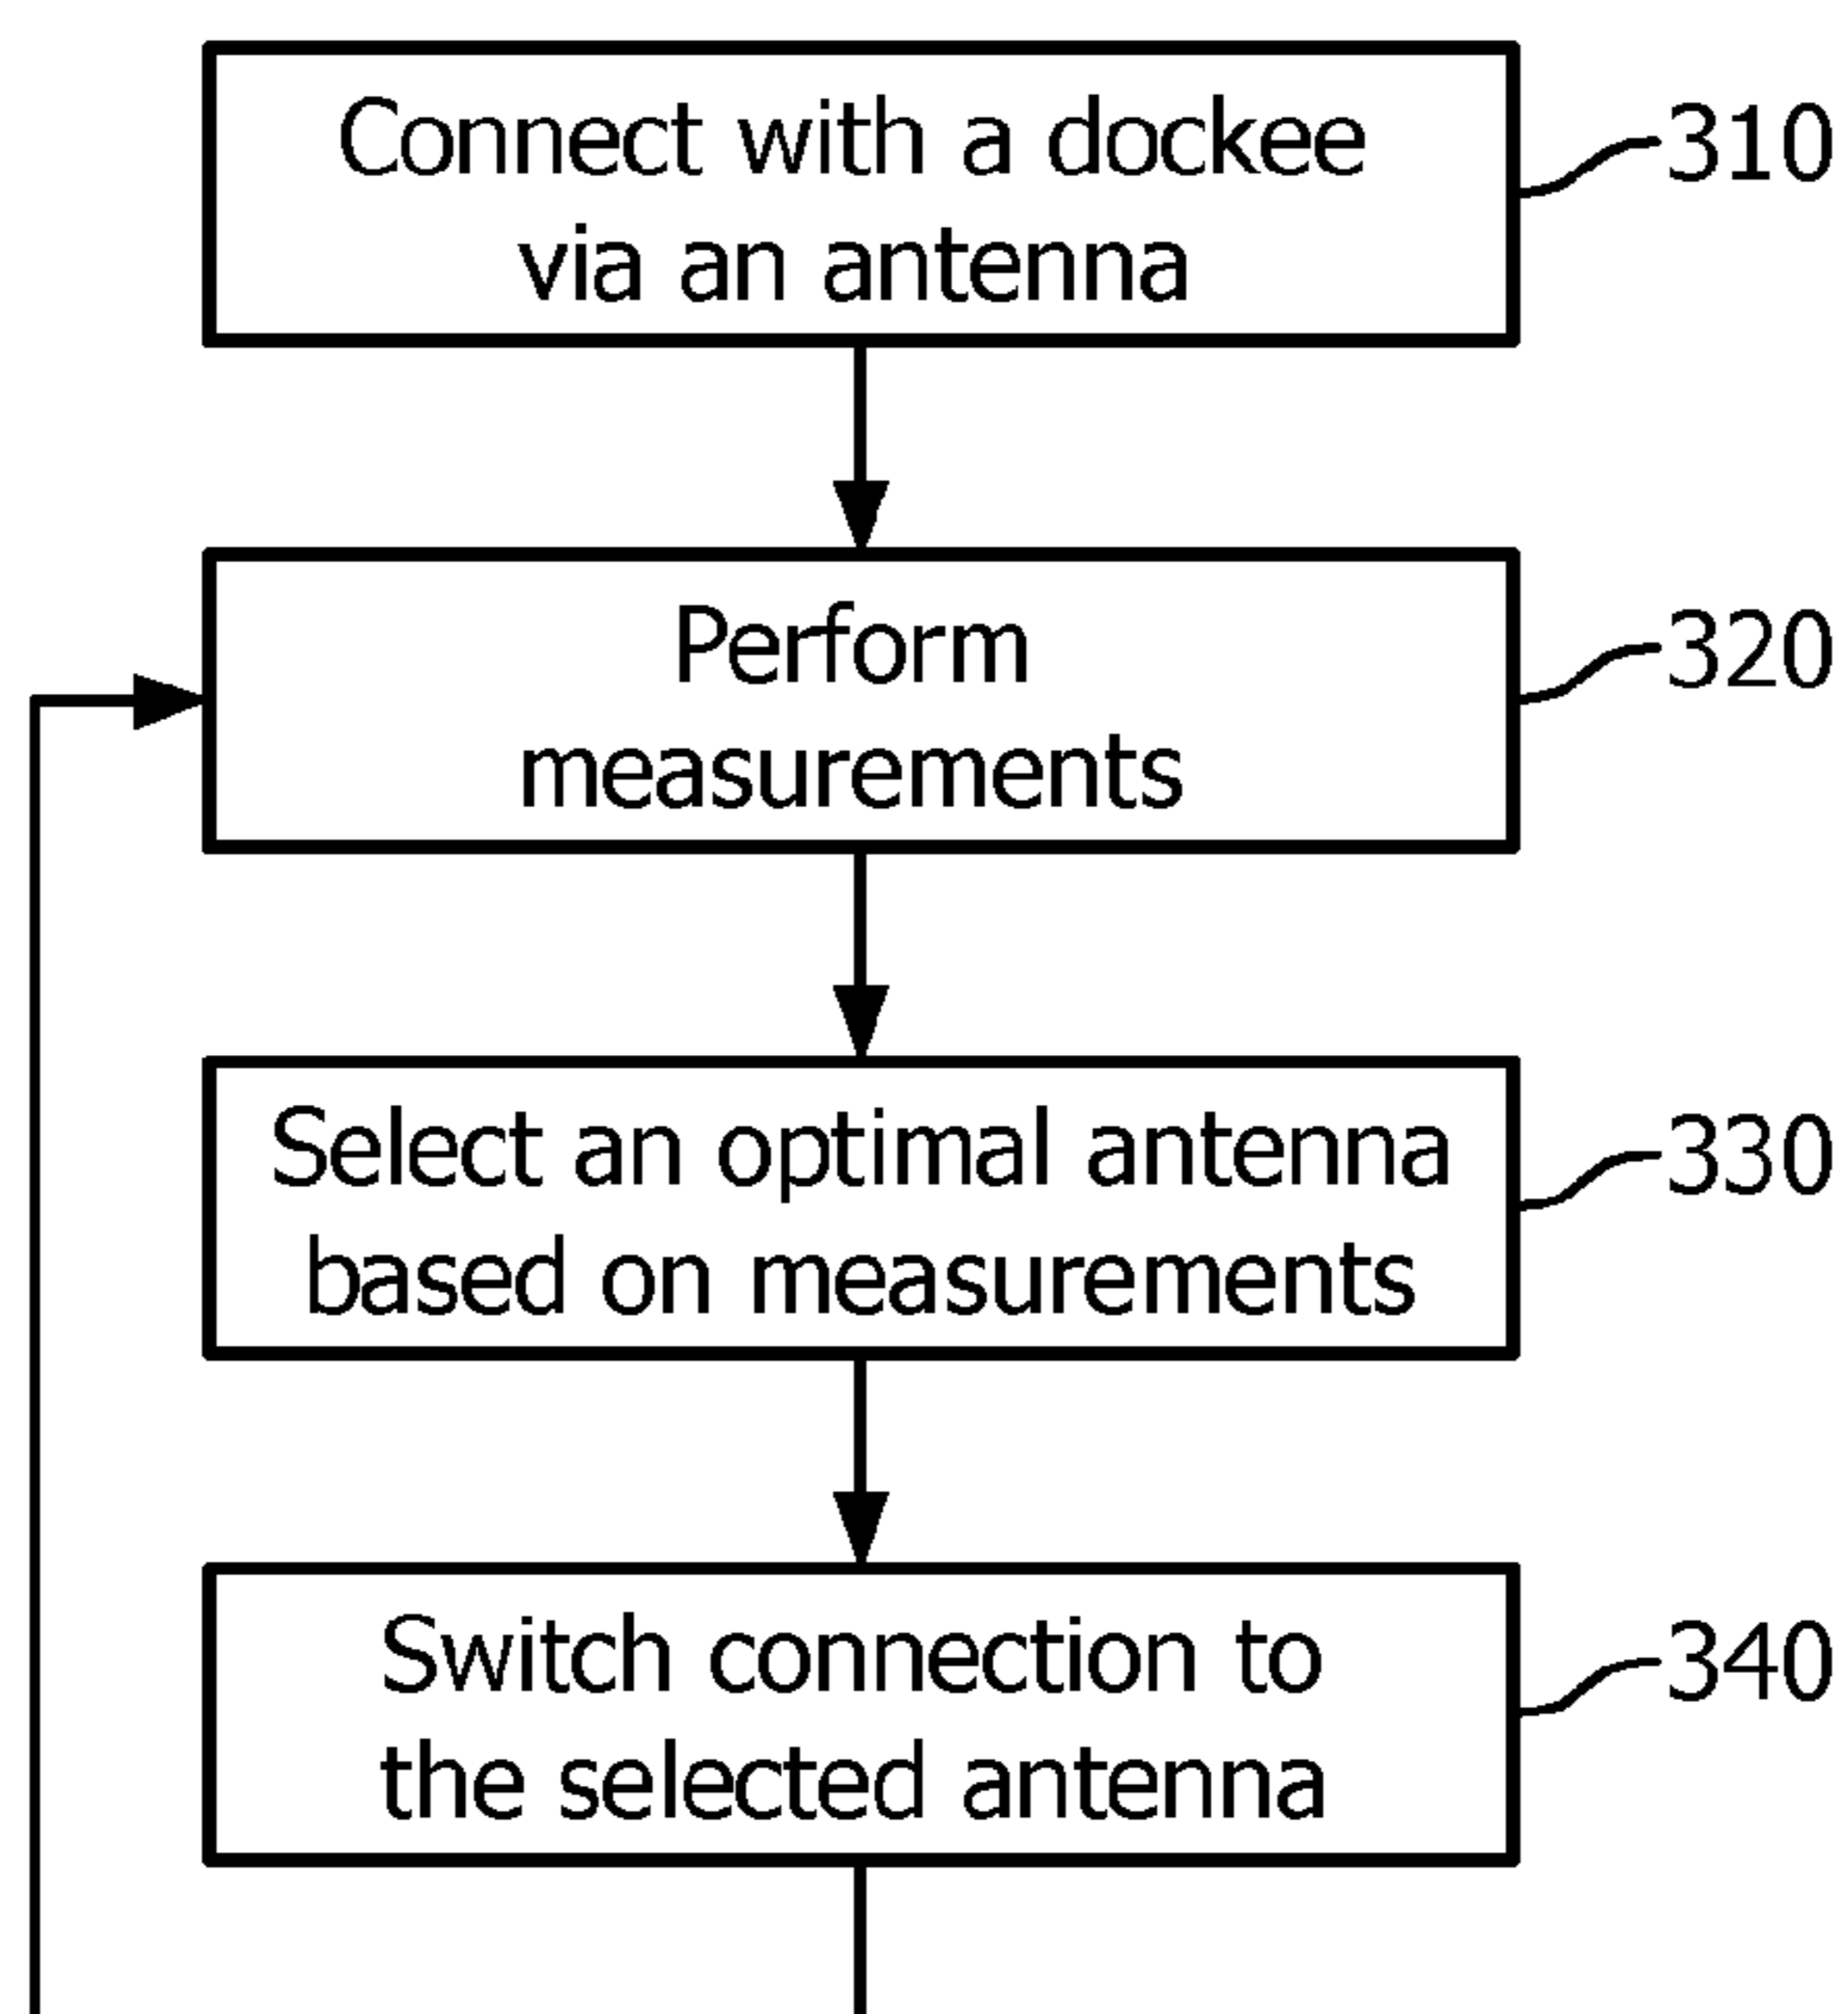 Connect with a dockee
via an antenna
310
Perform
measurements
320
Select an optimal antenna
based on measurements
330
Switch connection to
the selected antenna
340